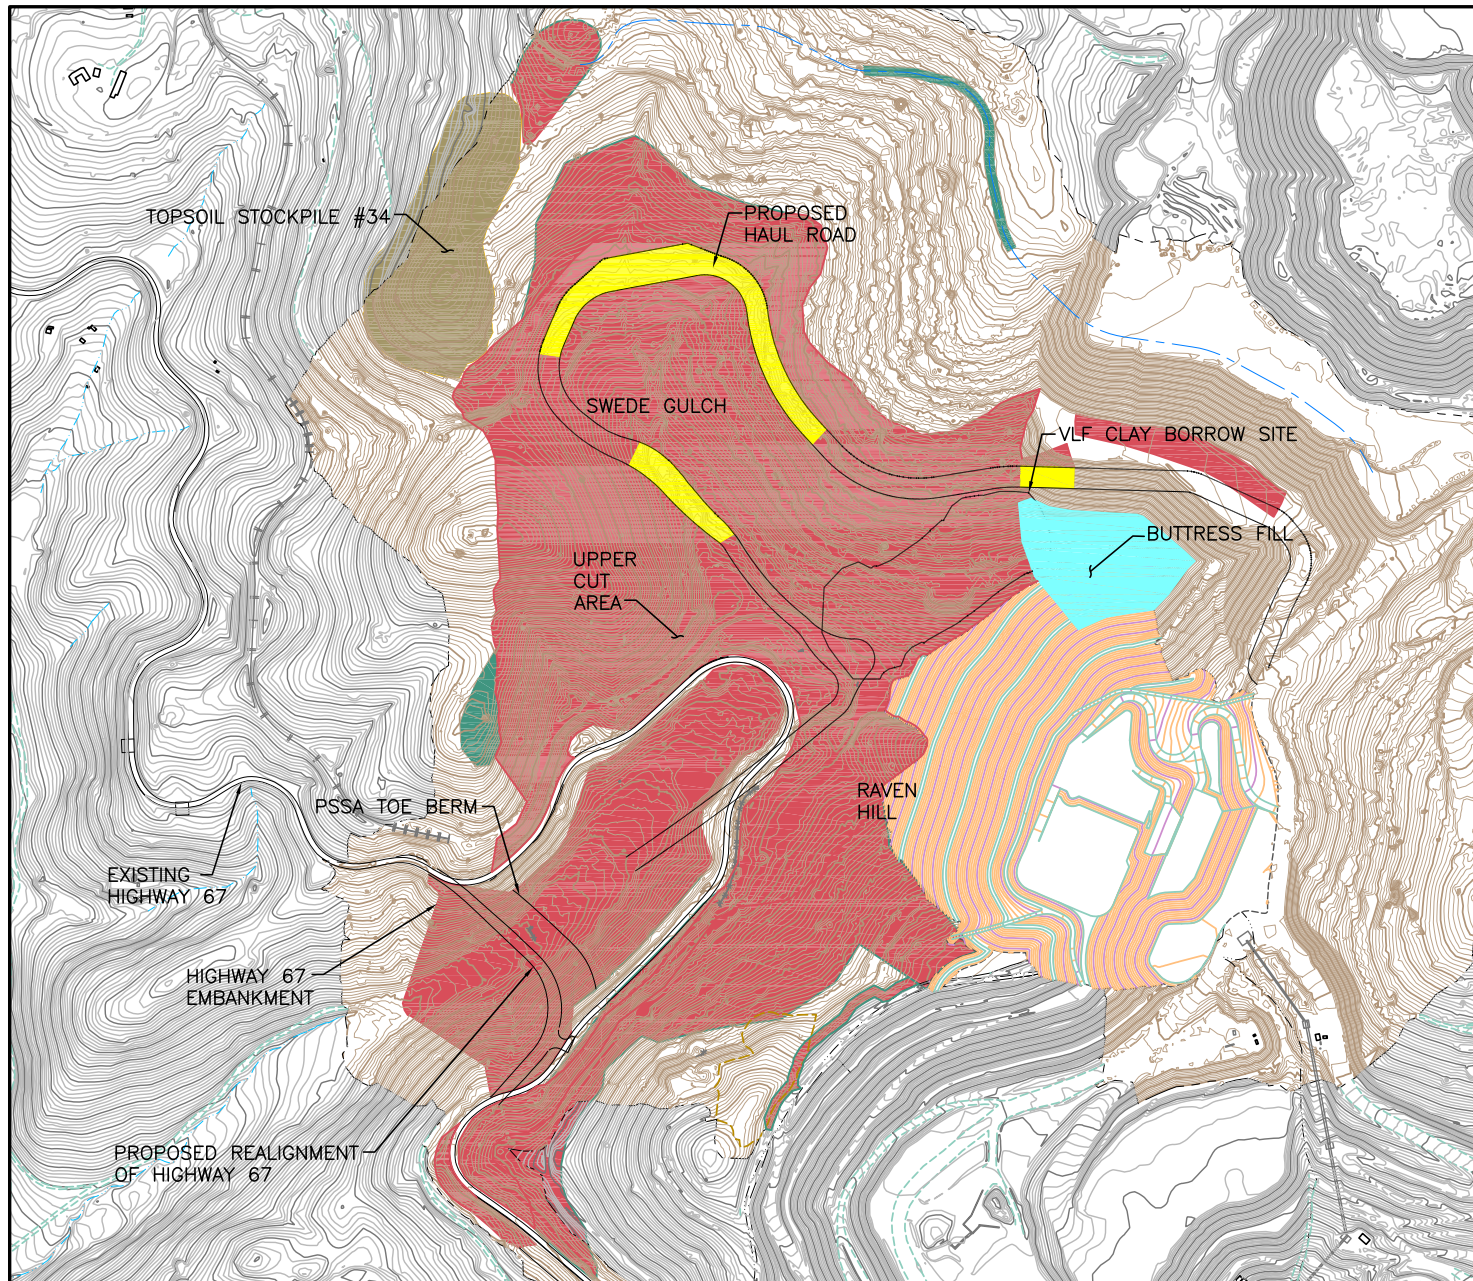 TOPSOIL STOCKPILE #34
PROPOSED
HAUL ROAD
SWEDE GULCH
VLF CLAY BORROW SITE
BUTTRESS FILL
UPPER
CUT
AREA
RAVEN
HILL
PSSA TOE BERM
EXISTING
HIGHWAY 67
HIGHWAY 67
EMBANKMENT
PROPOSED REALIGNMENT
OF HIGHWAY 67